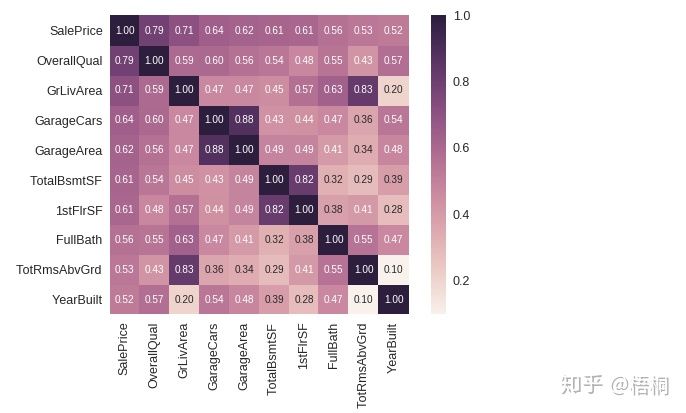 SalePrice 1.00 0.79 0.71 0.64 0.62 0.61 0.61 0.56 0.53 0.52
OverallQual 0.79 1.00 0.59 0.60 0.56 0.54 0.48 0.55 0.43 0.57
GrLivArea 0.71 0.59 1.00 0.47 0.47 0.45 0.57 0.63 0.83 0.20
GarageCars 0.64 0.60 0.47 1.00 0.88 0.43 0.44 0.47 0.36 0.54
GarageArea 0.62 0.56 0.47 0.88 1.00 0.49 0.49 0.41 0.34 0.48
TotalBsmtSF 0.61 0.54 0.45 0.43 0.49 1.00 0.82 0.32 0.29 0.39
1stFlrSF 0.61 0.48 0.57 0.44 0.49 0.82 1.00 0.38 0.41 0.28
FullBath 0.56 0.55 0.63 0.47 0.41 0.32 0.38 1.00 0.55 0.47
TotRmsAbvGrd 0.53 0.43 0.83 0.36 0.34 0.29 0.41 0.55 1.00 0.10
YearBuilt 0.52 0.57 0.20 0.54 0.48 0.39 0.28 0.47 0.10 1.00
SalePrice
OverallQual
GrLivArea
GarageCars
GarageArea
TotalBsmtSF
1stFlrSF
FullBath
TotRmsAbvGrd
YearBuilt
1.0
0.8
0.6
0.4
0.2
知乎 @梧桐